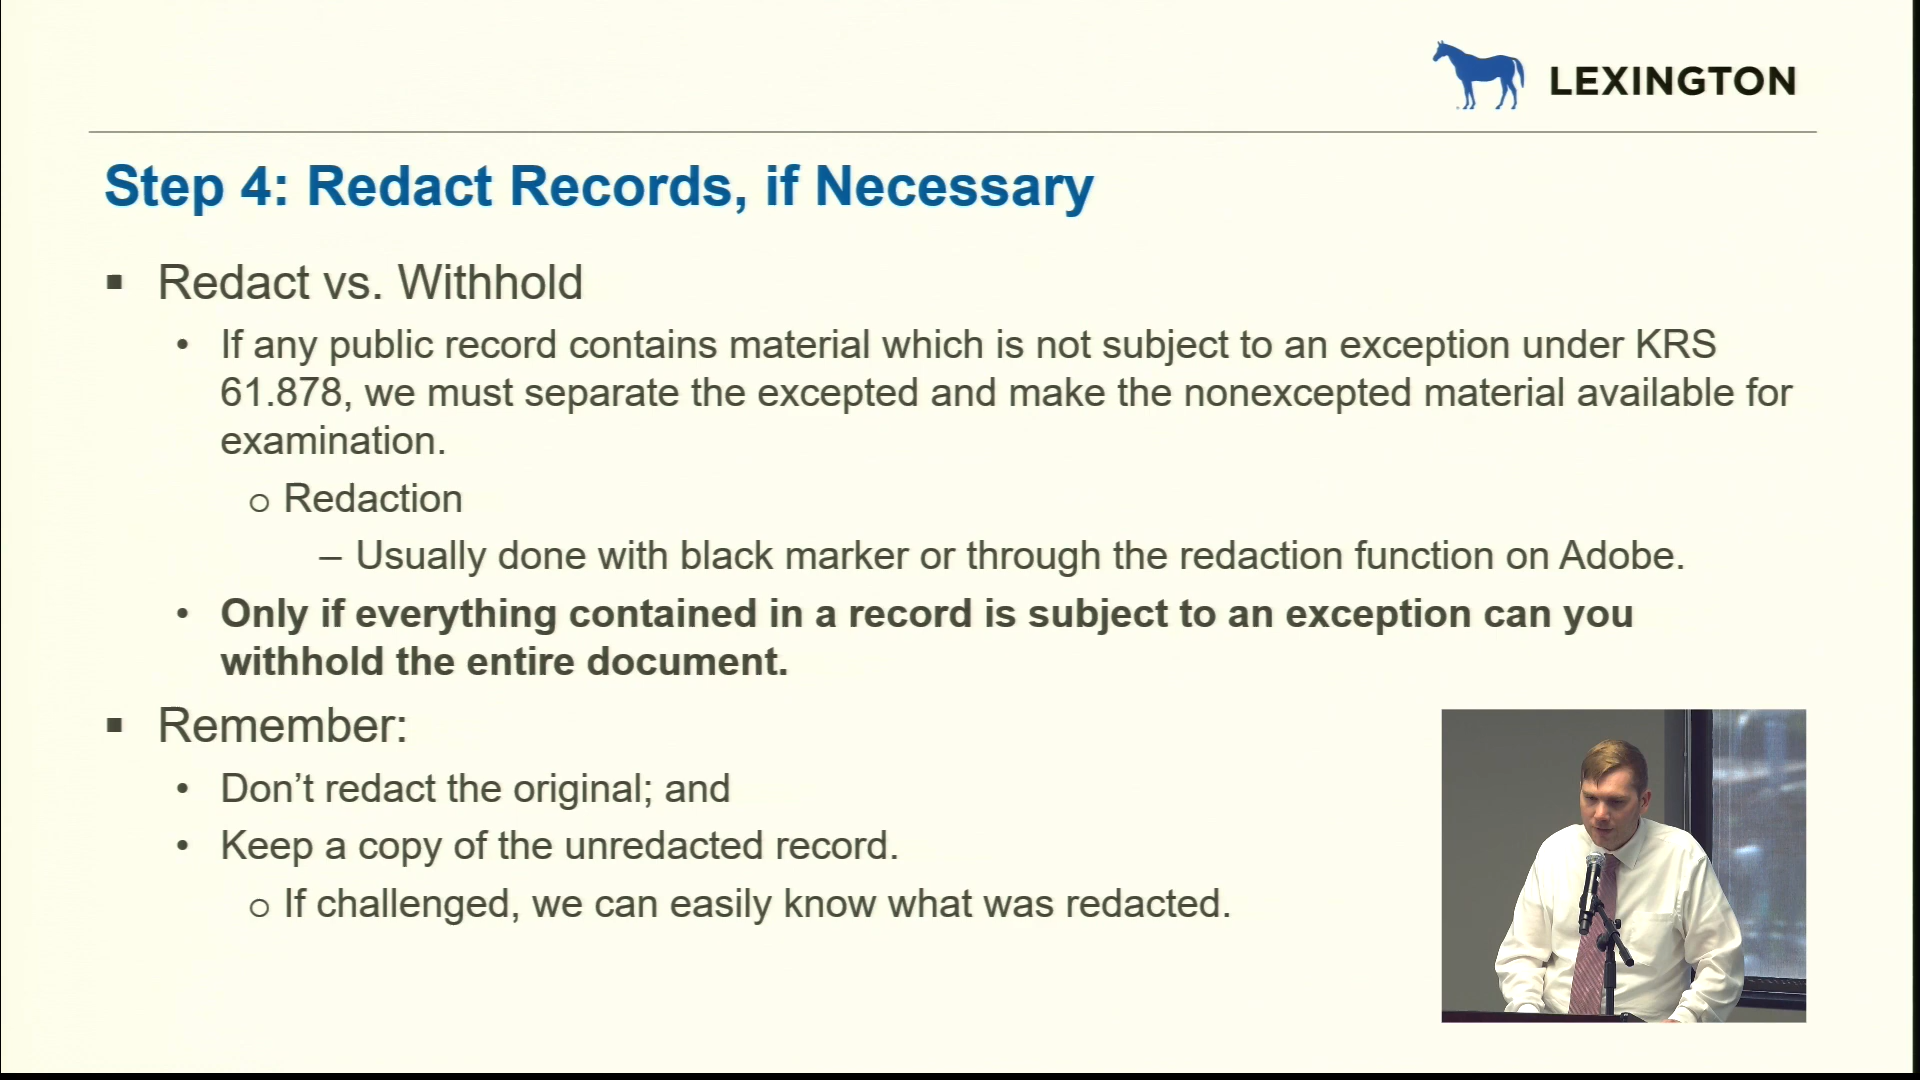 LEXINGTON
Step 4: Redact Records, if Necessary
▪ Redact vs. Withhold
• If any public record contains material which is not subject to an exception under KRS
61.878, we must separate the excepted and make the nonexcepted material available for
examination.
o Redaction
– Usually done with black marker or through the redaction function on Adobe.
• Only if everything contained in a record is subject to an exception can you
withhold the entire document.
▪ Remember:
• Don’t redact the original; and
• Keep a copy of the unredacted record.
o If challenged, we can easily know what was redacted.